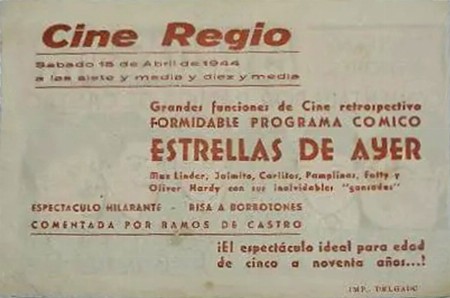 Cine Regio
Sabado 15 de Abril de 1944
a las siete y media y diez y media
Grandes funciones de Cine retrospectivo
FORMIDABLE PROGRAMA COMICO
ESTRELLAS DE AYER
Max Linder, Jaimito, Carlitos, Pamplinas, Fatty y
Oliver Hardy con sus inolvidables "gansadas"
ESPECTACULO HILARANTE - RISA A BORBOTONES
COMENTADA POR RAMOS DE CASTRO
¡El espectáculo ideal para edad
de cinco a noventa años...!
IMP. DELGADO